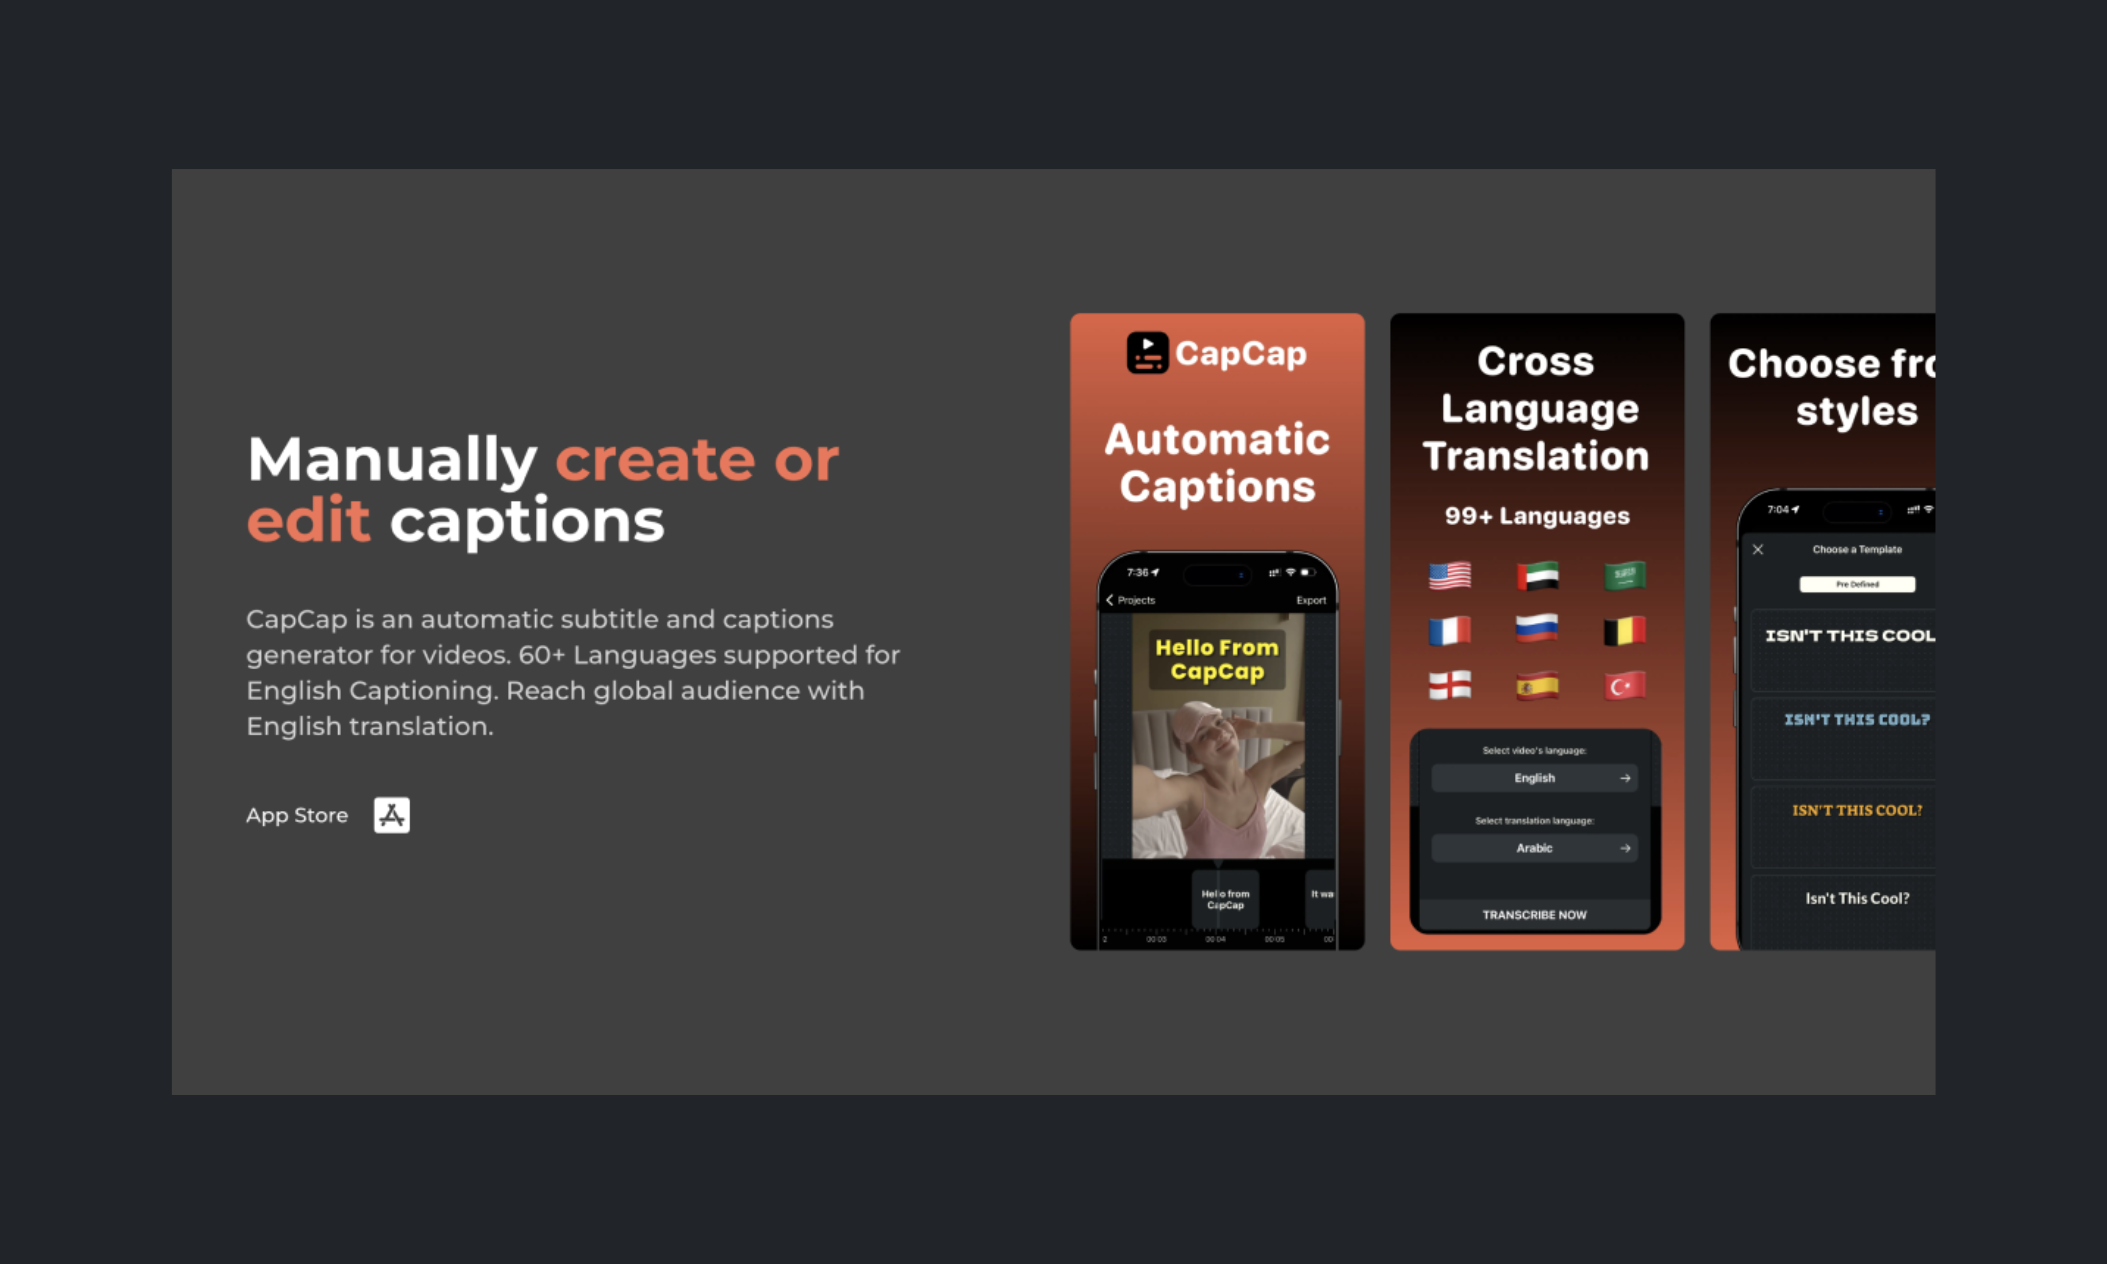 Manually create or
edit captions
CapCap is an automatic subtitle and captions
generator for videos. 60+ Languages supported for
English Captioning. Reach global audience with
English translation.
App Store
CapCap
Automatic
Captions
7:36
Projects
Export
Hello From
CapCap
Hello from
CapCap
It wa
2
00:03
00:04
00:05
00
Cross
Language
Translation
99+ Languages
Select video's language:
English
Select translation language:
Arabic
TRANSCRIBE NOW
Choose fro
styles
7:04
Choose a Template
Pre Defined
ISN'T THIS COOL
ISN'T THIS COOL?
ISN'T THIS COOL?
Isn't This Cool?